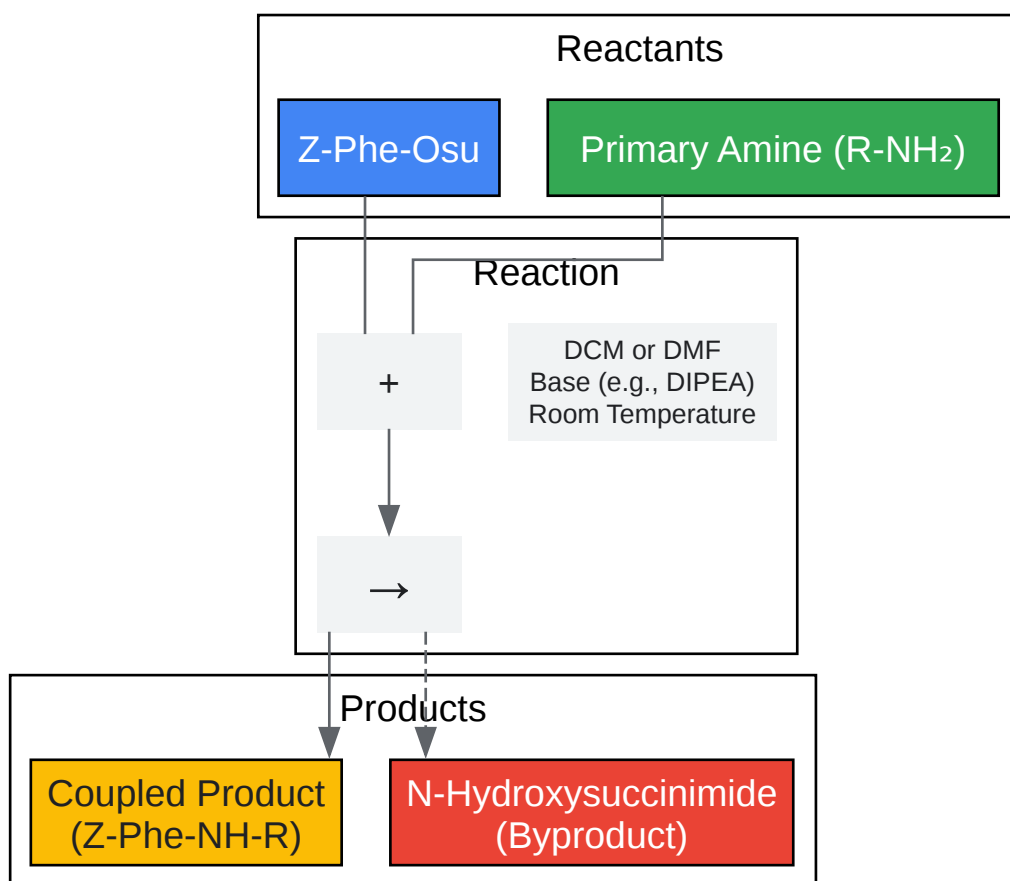 Reactants
Z-Phe-Osu
Primary Amine (R-NH₂)
Reaction
+
DCM or DMF
Base (e.g., DIPEA)
Room Temperature
→
Products
Coupled Product
(Z-Phe-NH-R)
N-Hydroxysuccinimide
(Byproduct)